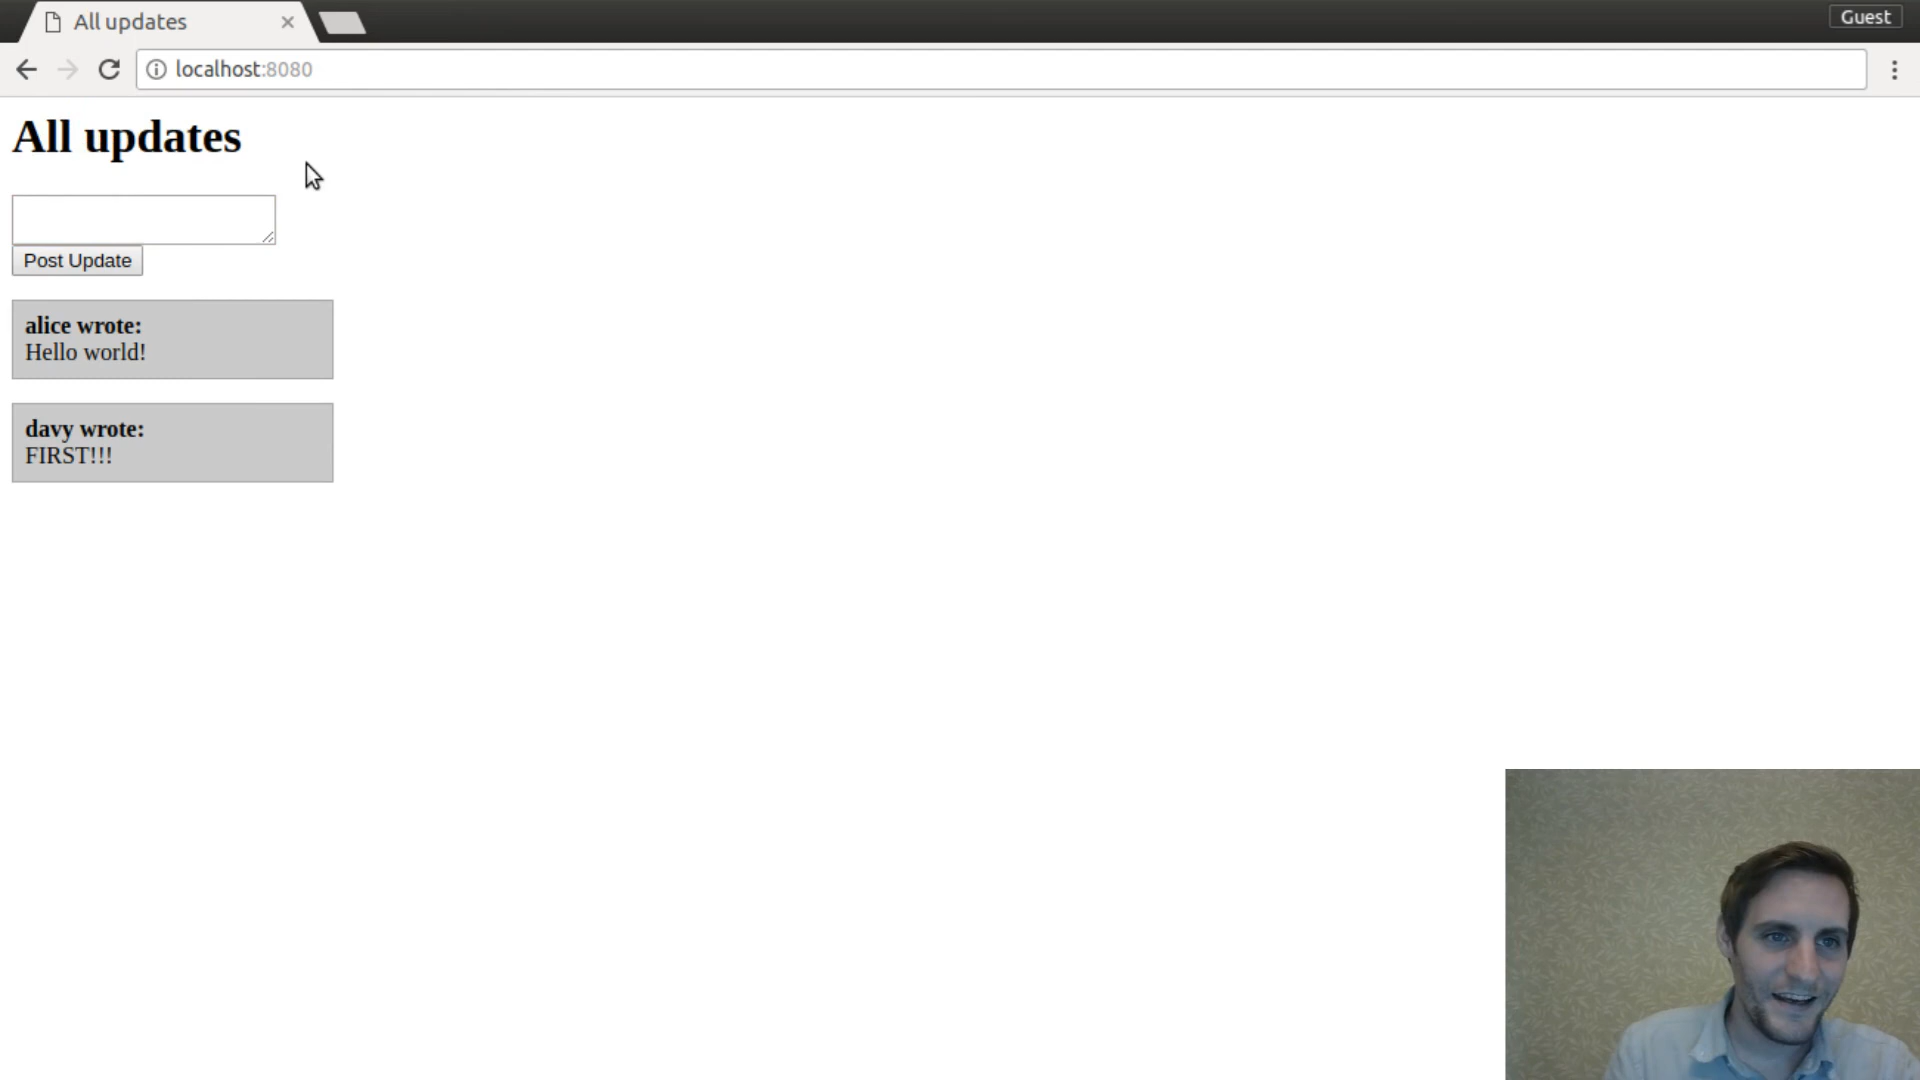 All updates
Guest
localhost:8080
All updates
Post Update
alice wrote:
Hello world!
davy wrote:
FIRST!!!